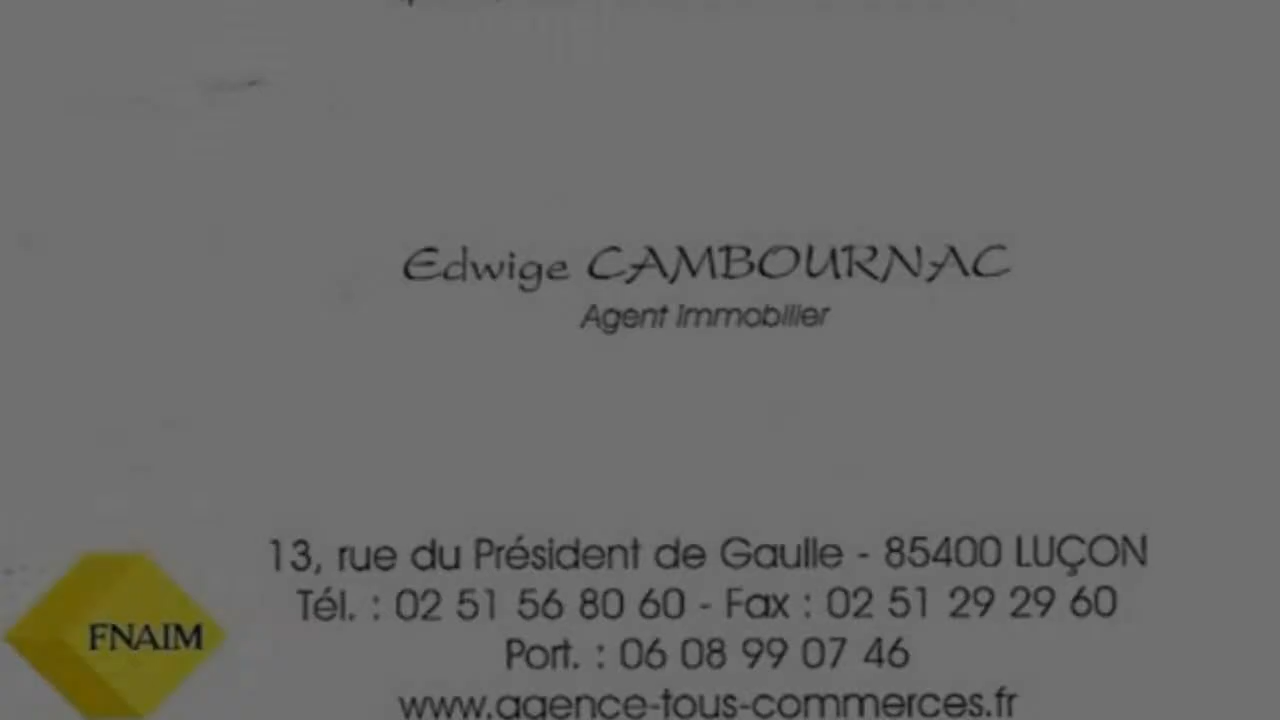 Edwige CAMBOURNAC
Agent Immobilier
13, rue du Président de Gaulle - 85400 LUÇON
Tél. : 02 51 56 80 60 - Fax : 02 51 29 29 60
Port. : 06 08 99 07 46
www.agence-tous-commerces.fr
FNAIM